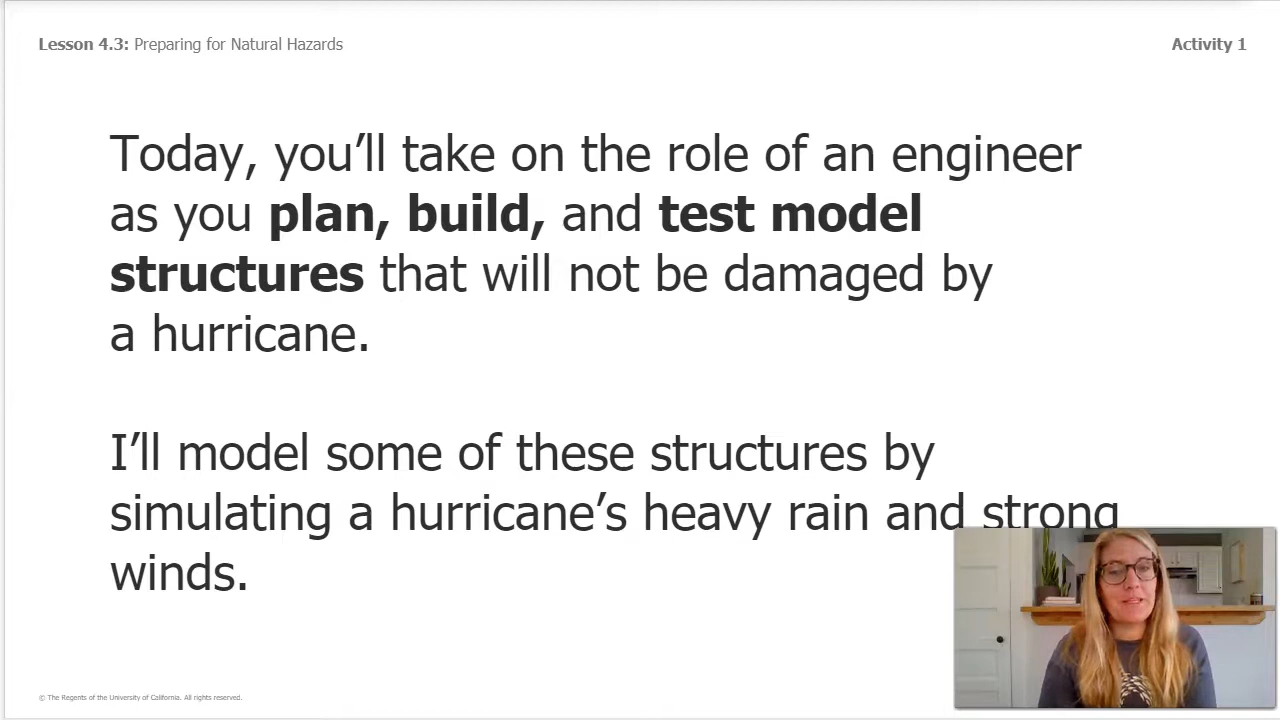 Lesson 4.3: Preparing for Natural Hazards
Activity 1
Today, you’ll take on the role of an engineer
as you plan, build, and test model
structures that will not be damaged by
a hurricane.
I’ll model some of these structures by
simulating a hurricane’s heavy rain and strong
winds.
© The Regents of the University of California. All rights reserved.